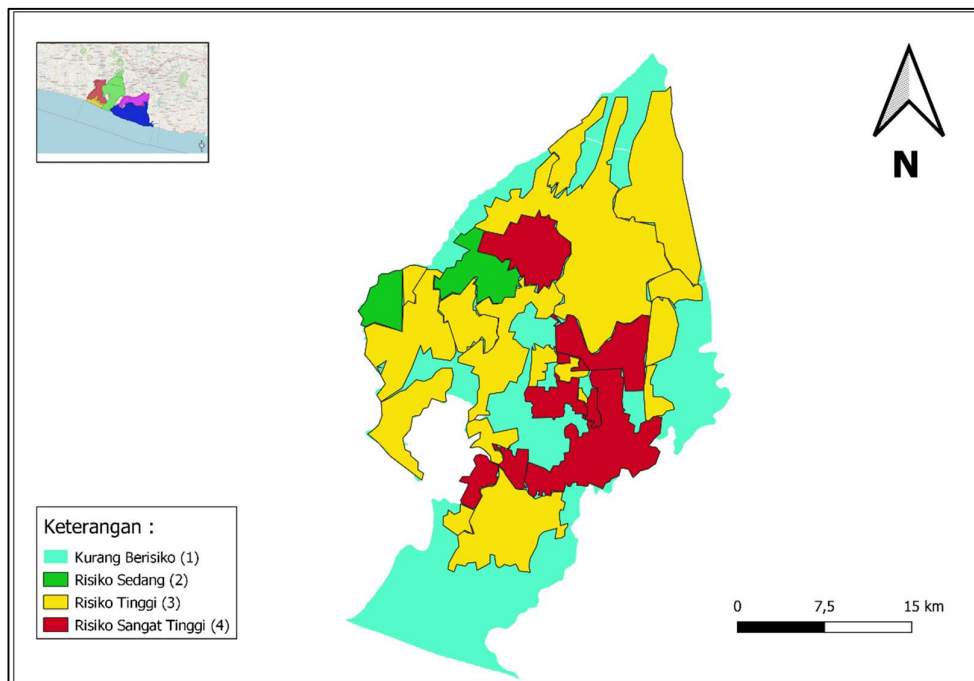 N
Keterangan :
Kurang Berisiko (1)
Risiko Sedang (2)
Risiko Tinggi (3)
Risiko Sangat Tinggi (4)
0 7,5 15 km